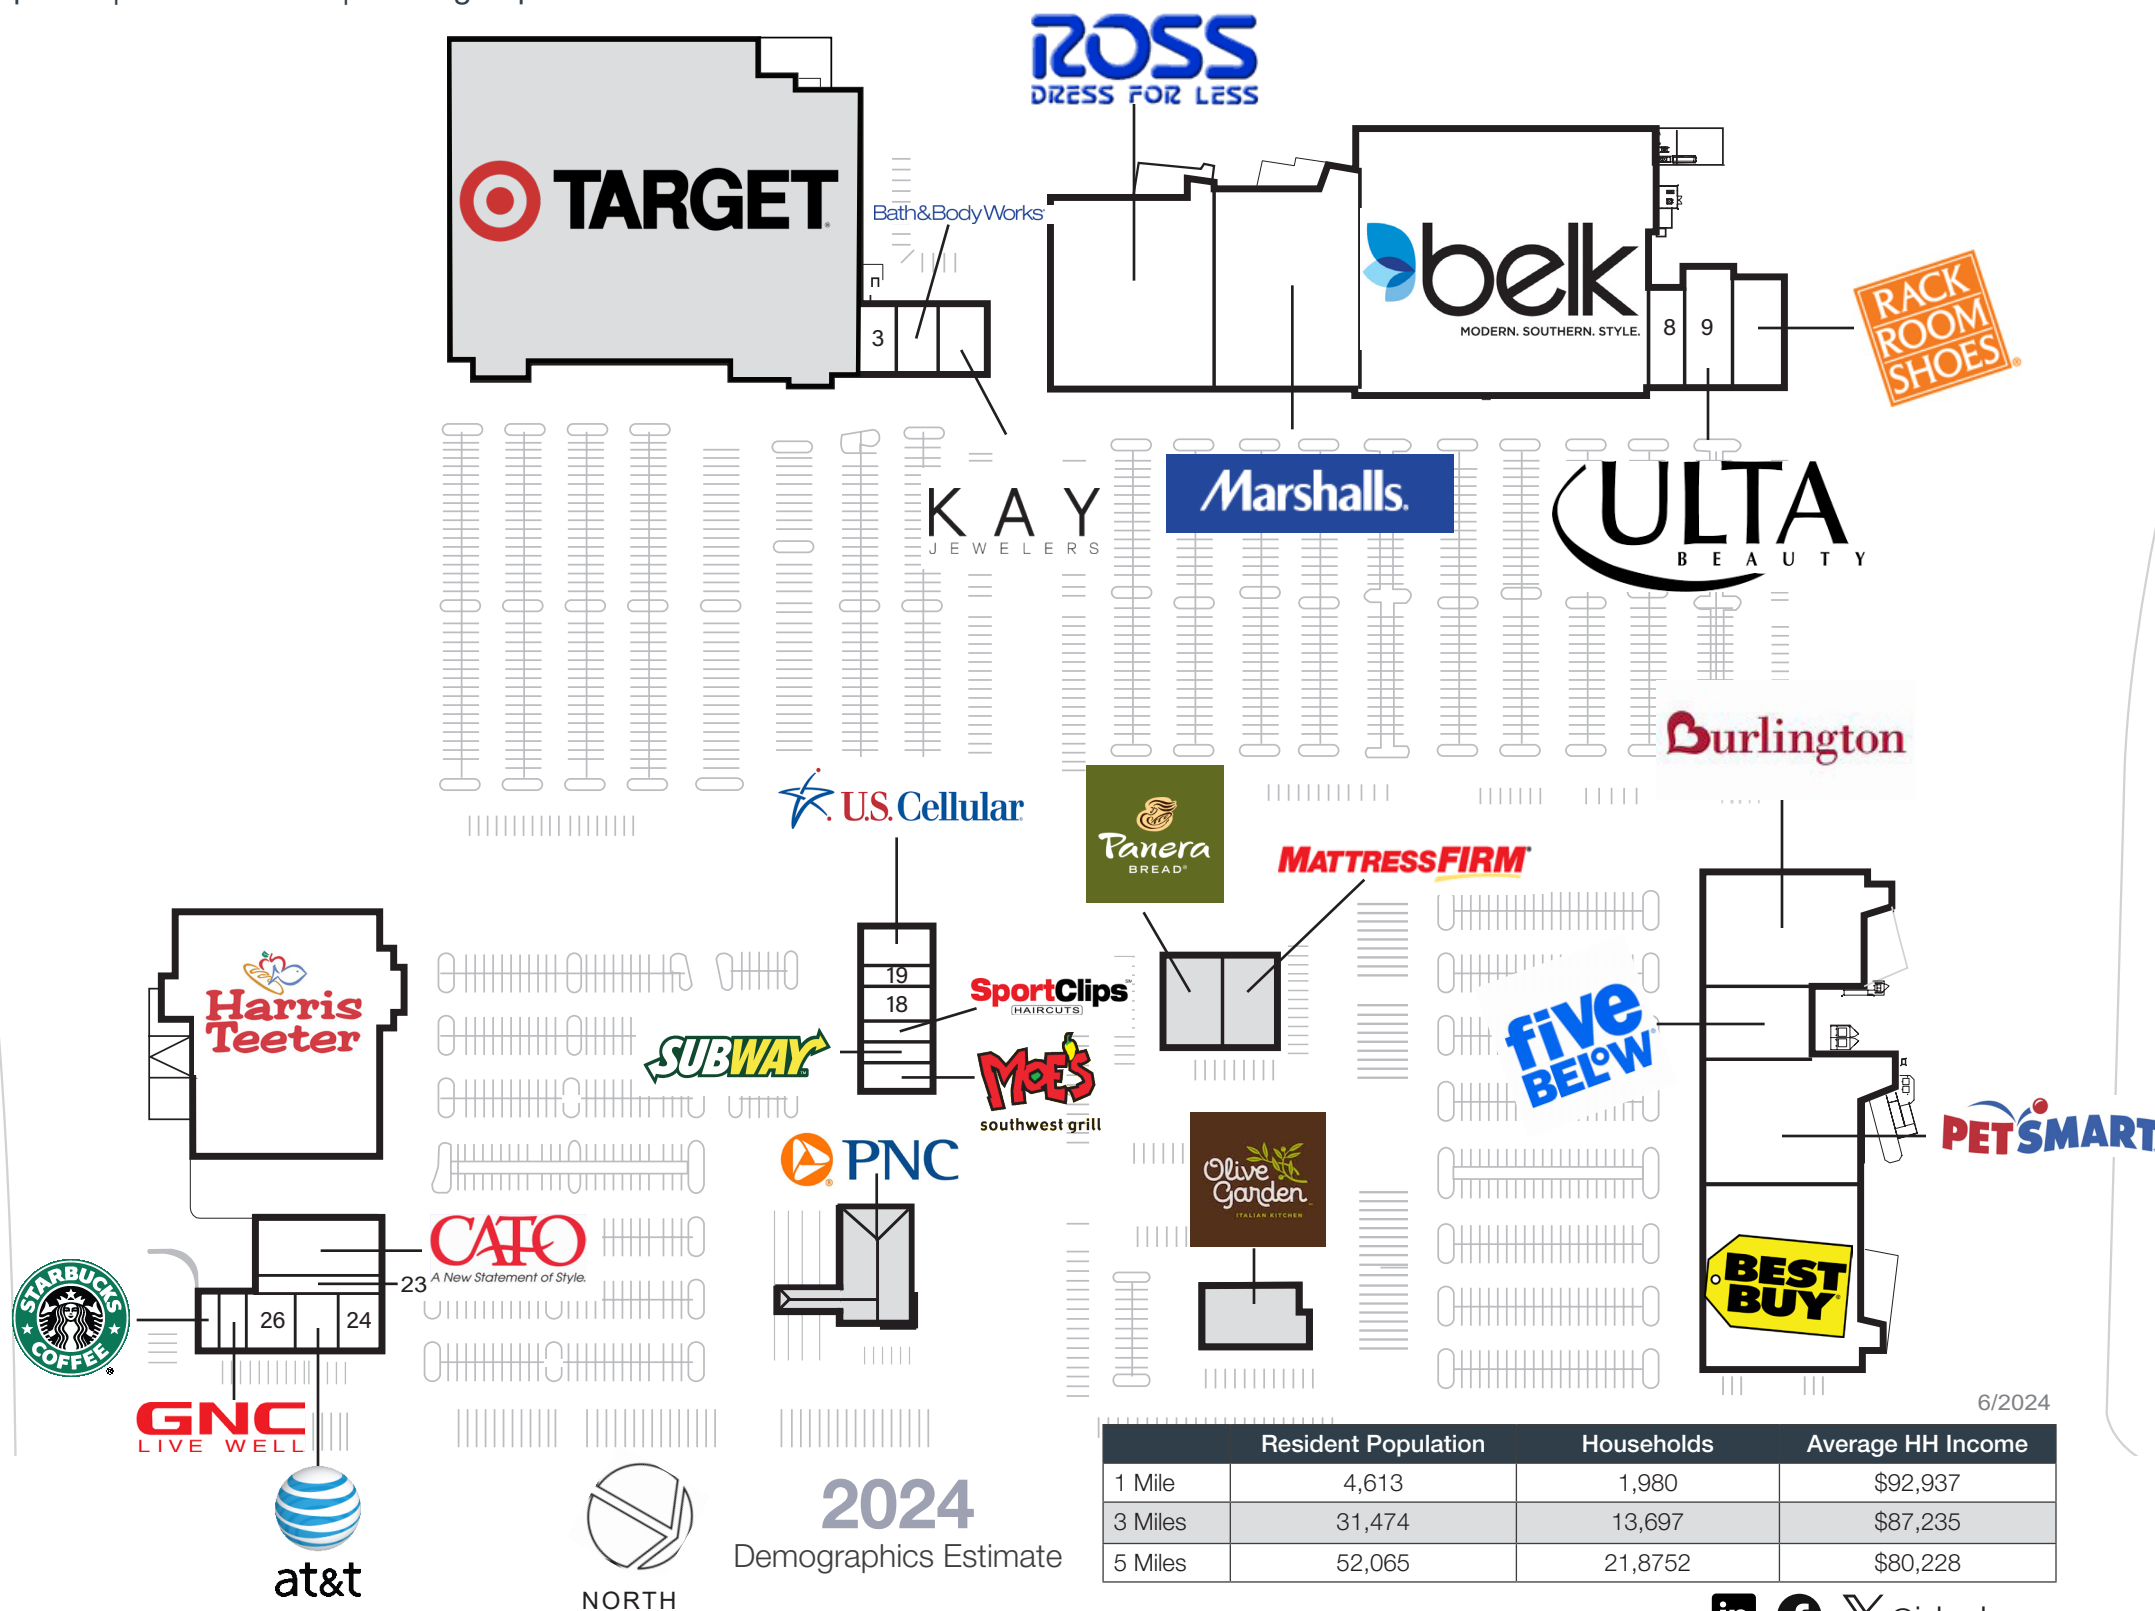 ROSS
DRESS FOR LESS
TARGET
Bath&Body Works
belk
MODERN. SOUTHERN. STYLE.
3
8
9
RACK
ROOM
SHOES
KAY
JEWELERS
Marshalls.
ULTA
BEAUTY
Burlington
U.S. Cellular
Panera
BREAD
MATTRESSFIRM
Harris
Teeter
19
18
SportClips
HAIRCUTS
SUBWAY
MOE'S
southwest grill
five
BELOW
PETSMART
PNC
Olive
Garden
ITALIAN KITCHEN
CATO
A New Statement of Style.
23
STARBUCKS
COFFEE
26
24
BEST
BUY
GNC
LIVE WELL
at&t
NORTH
2024
Demographics Estimate
6/2024
Resident Population Households Average HH Income
1 Mile 4,613 1,980 $92,937
3 Miles 31,474 13,697 $87,235
5 Miles 52,065 21,8752 $80,228